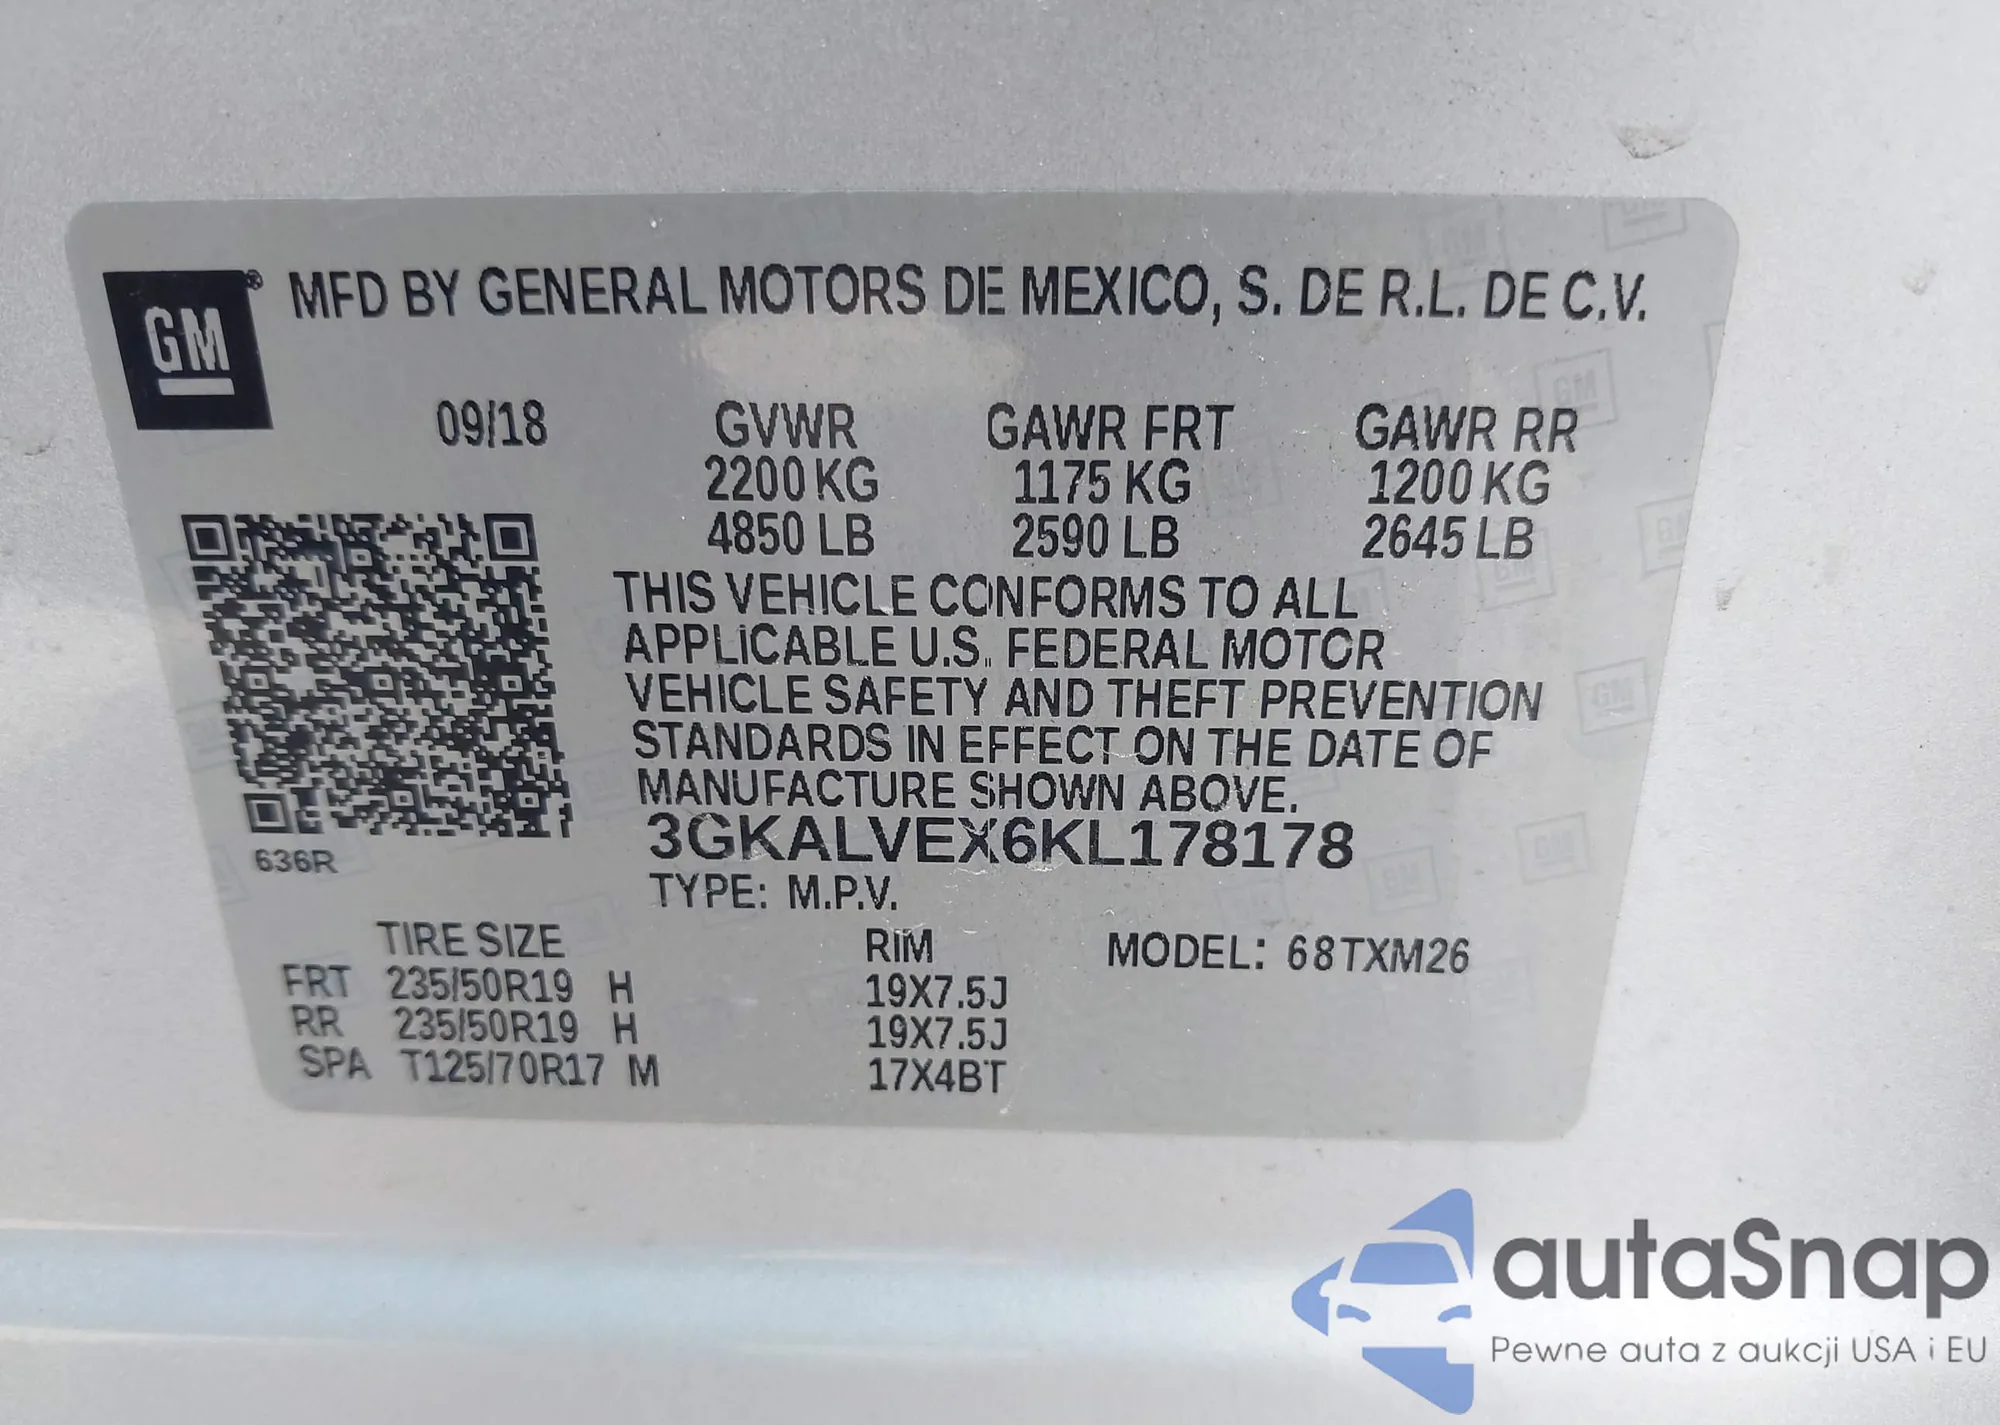 GM® MFD BY GENERAL MOTORS DE MEXICO, S. DE R.L. DE C.V.
09/18 GVWR GAWR FRT GAWR RR
2200 KG 1175 KG 1200 KG
4850 LB 2590 LB 2645 LB
THIS VEHICLE CONFORMS TO ALL
APPLICABLE U.S. FEDERAL MOTOR
VEHICLE SAFETY AND THEFT PREVENTION
STANDARDS IN EFFECT ON THE DATE OF
MANUFACTURE SHOWN ABOVE.
3GKALVEX6KL178178
636R
TYPE: M.P.V.
TIRE SIZE RIM MODEL: 68TXM26
FRT 235/50R19 H 19X7.5J
RR 235/50R19 H 19X7.5J
SPA T125/70R17 M 17X4BT
autaSnap
Pewne auta z aukcji USA i EU